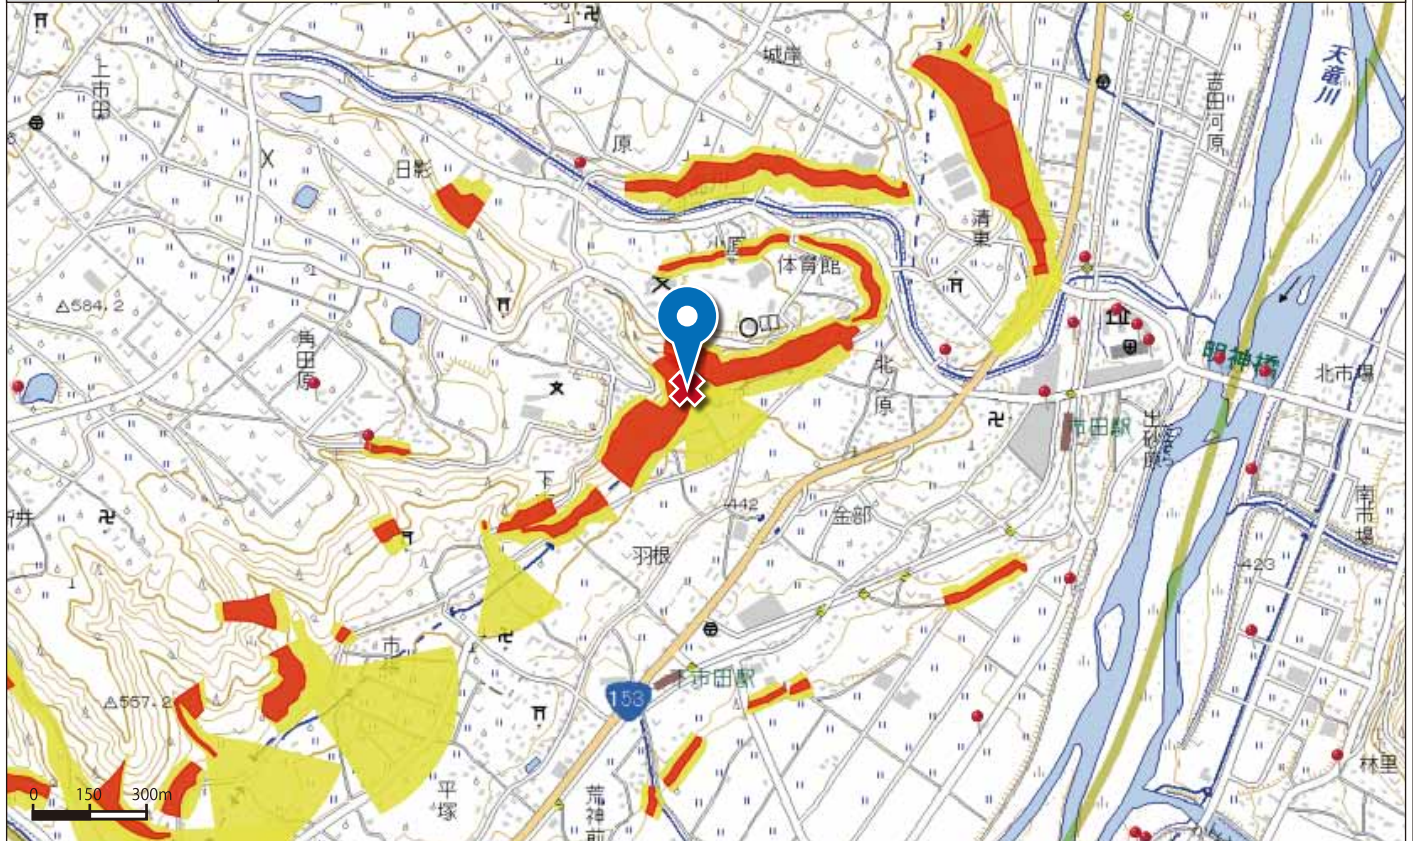 城岸
天竜川
上市田
吉田河原
原
日影
清東
体育館
△584.2
角田原
明神橋
北市場
北原
市田駅
出砂原
下
442
金部
南市場
羽根
423
市
△557.2
153
下市田駅
林里
平塚
荒神前
0 150 300m